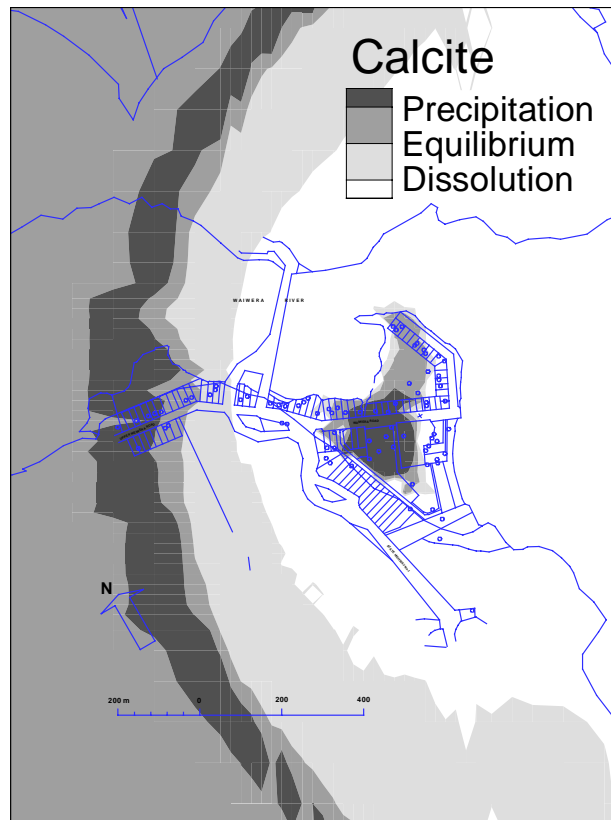 Calcite
Precipitation
Equilibrium
Dissolution
WAIWERA RIVER
N
200 m 0 200 400